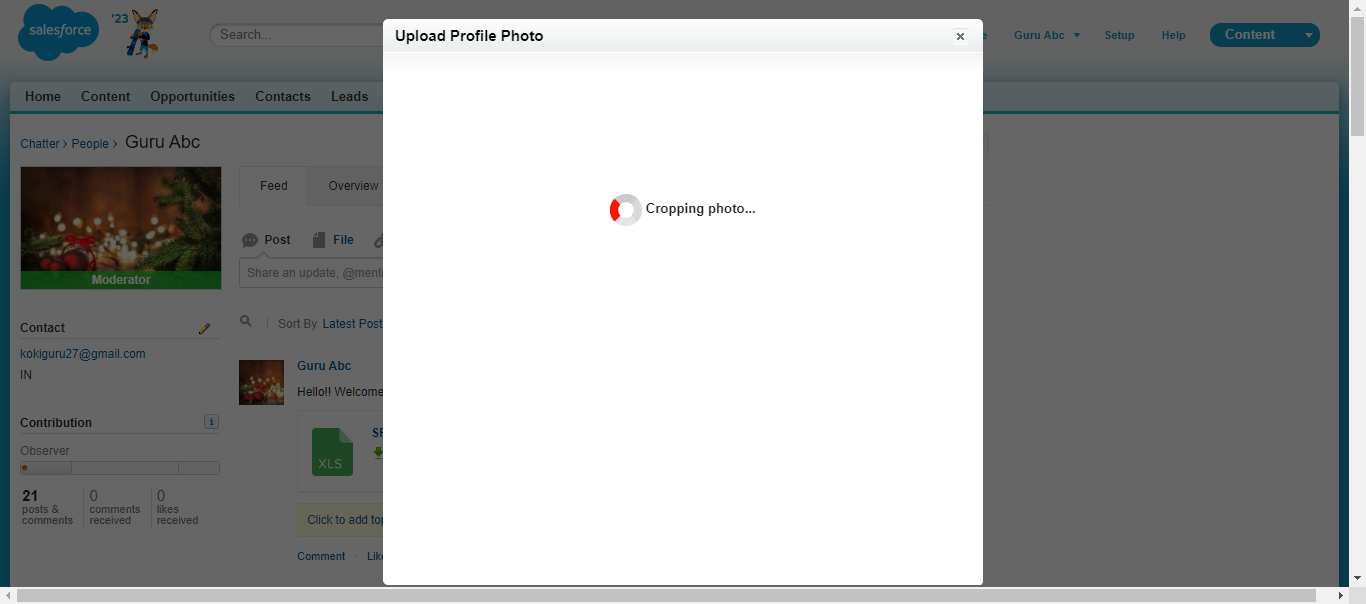 salesforce
'23
Search...
Guru Abc
Setup
Help
Content
Upload Profile Photo
Home
Content
Opportunities
Contacts
Leads
Chatter › People › Guru Abc
Moderator
Feed
Overview
Post
File
Share an update, @menti
Sort By Latest Post
Contact
kokiguru27@gmail.com
IN
Contribution
Observer
21
posts &
comments
0
comments
received
0
likes
received
Guru Abc
Hello!! Welcome
XLS
Click to add top
Comment · Lik
Cropping photo...